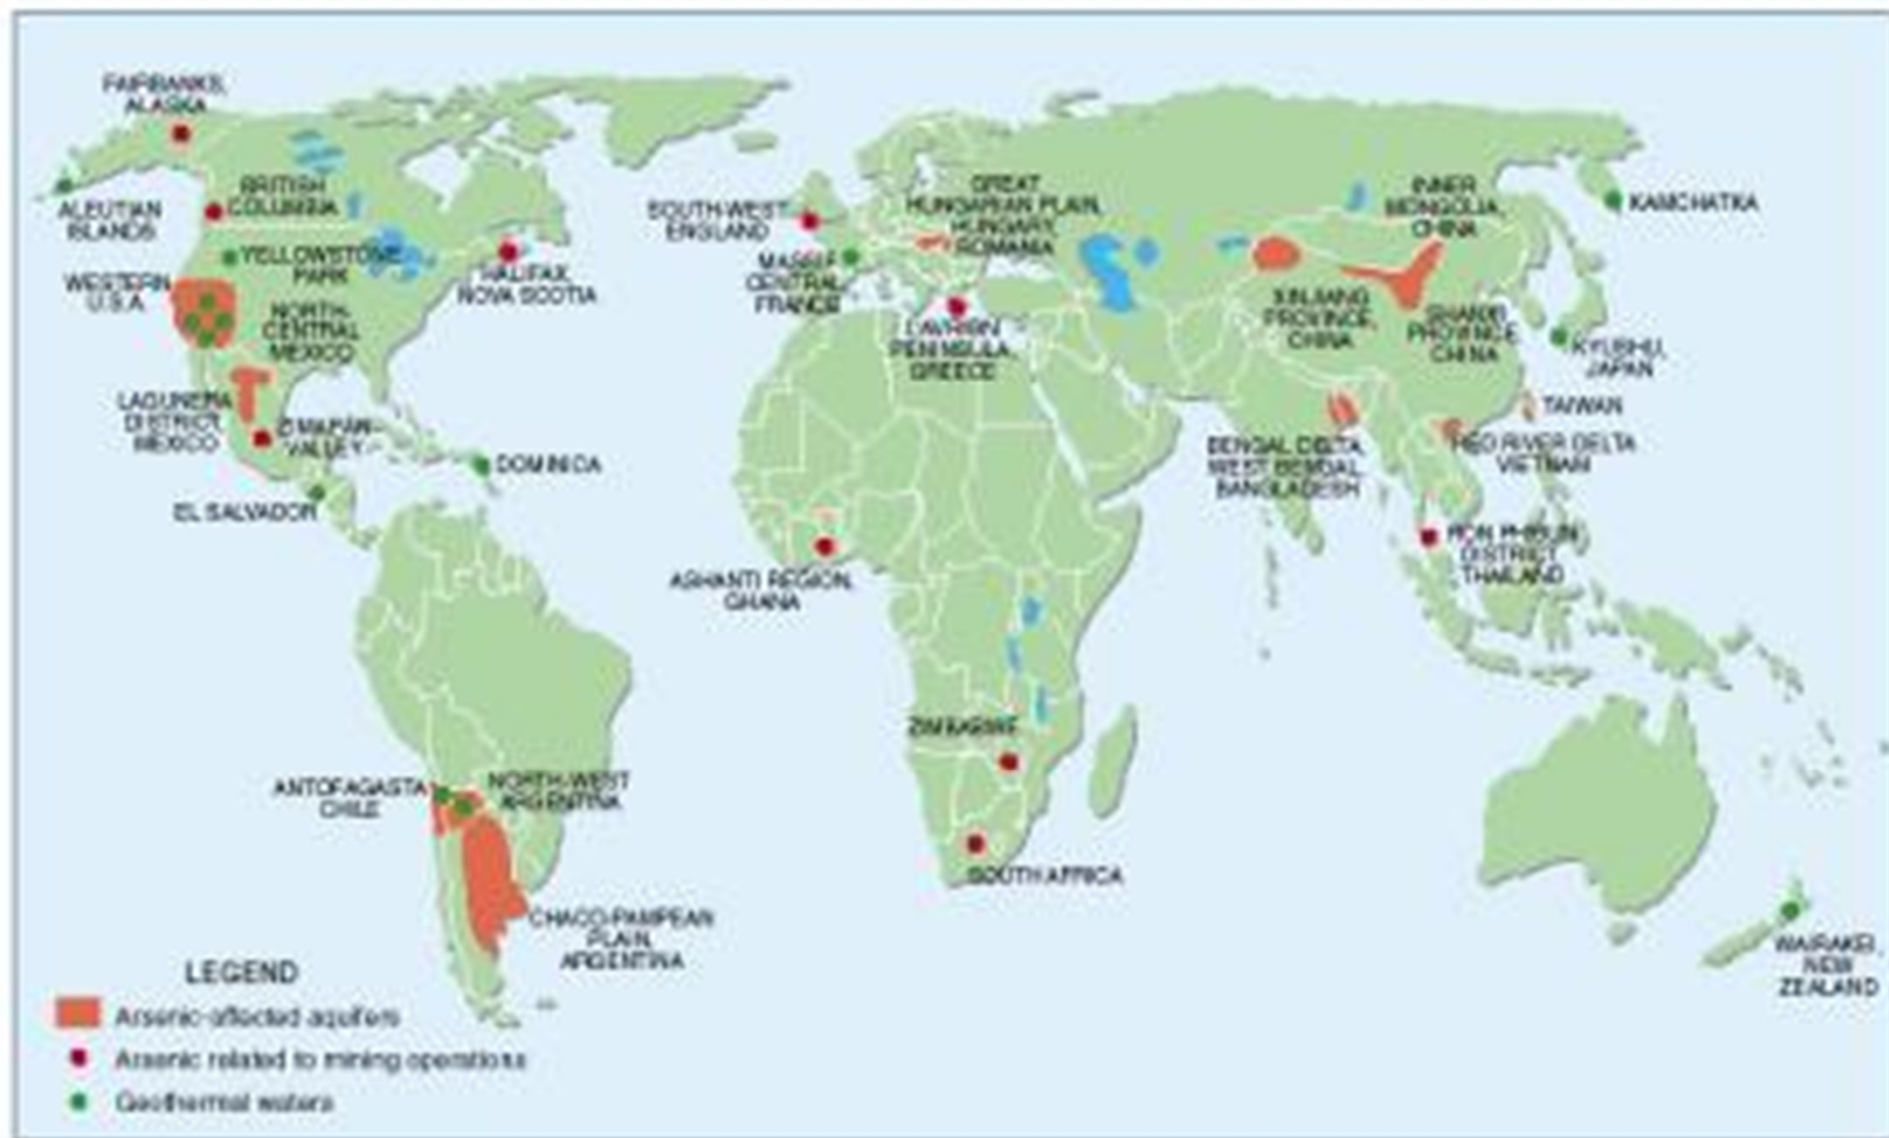 FAIRBANKS,
ALASKA
ALEUTIAN
ISLANDS
BRITISH
COLUMBIA
YELLOWSTONE
PARK
HALIFAX,
NOVA SCOTIA
WESTERN
U.S.A.
NORTH-
CENTRAL
MEXICO
LAGUNERA
DISTRICT,
MEXICO
ZIMAPÁN
VALLEY
DOMINICA
EL SALVADOR
ANTOFAGASTA
CHILE
NORTH-WEST
ARGENTINA
CHACO-PAMPEAN
PLAIN,
ARGENTINA
SOUTH-WEST
ENGLAND
MASSIF
CENTRAL,
FRANCE
GREAT
HUNGARIAN PLAIN,
HUNGARY,
ROMANIA
LAVRION
PENINSULA,
GREECE
ASHANTI REGION,
GHANA
ZIMBABWE
SOUTH AFRICA
INNER
MONGOLIA,
CHINA
KAMCHATKA
XINJIANG
PROVINCE,
CHINA
SHANXI
PROVINCE
CHINA
KYUSHU,
JAPAN
TAIWAN
BENGAL DELTA,
WEST BENGAL,
BANGLADESH
RED RIVER DELTA
VIETNAM
RON PHIBUN
DISTRICT,
THAILAND
WAIRAKEI,
NEW
ZEALAND
LEGEND
Arsenic-affected aquifers
Arsenic related to mining operations
Geothermal waters